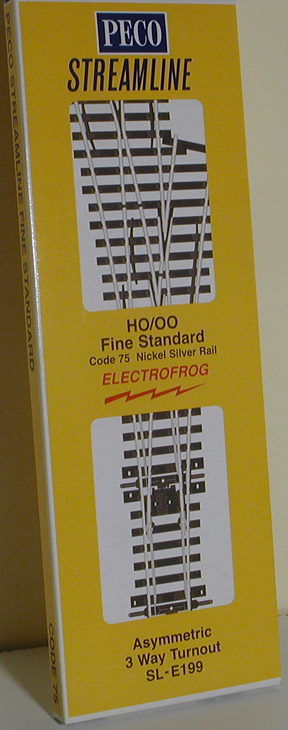 PECO
STREAMLINE
HO/OO
Fine Standard
Code 75 Nickel Silver Rail
ELECTROFROG
Asymmetric
3 Way Turnout
SL-E199
PECO STREAMLINE FINE STANDARD
CODE 75